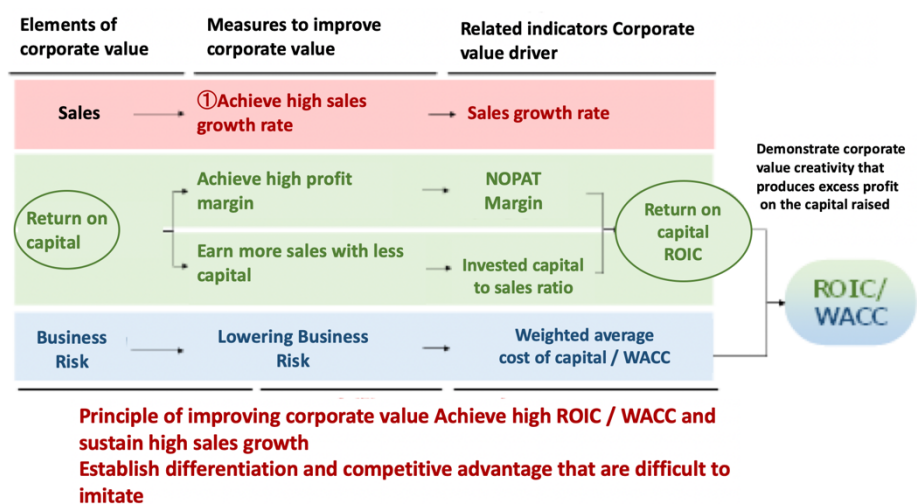 Elements of
corporate value
Measures to improve
corporate value
Related indicators Corporate
value driver
Sales
①Achieve high sales
growth rate
Sales growth rate
Return on
capital
Achieve high profit
margin
NOPAT
Margin
Earn more sales with less
capital
Invested capital
to sales ratio
Return on
capital
ROIC
Demonstrate corporate
value creativity that
produces excess profit
on the capital raised
ROIC/
WACC
Business
Risk
Lowering Business
Risk
Weighted average
cost of capital / WACC
Principle of improving corporate value Achieve high ROIC / WACC and
sustain high sales growth
Establish differentiation and competitive advantage that are difficult to
imitate